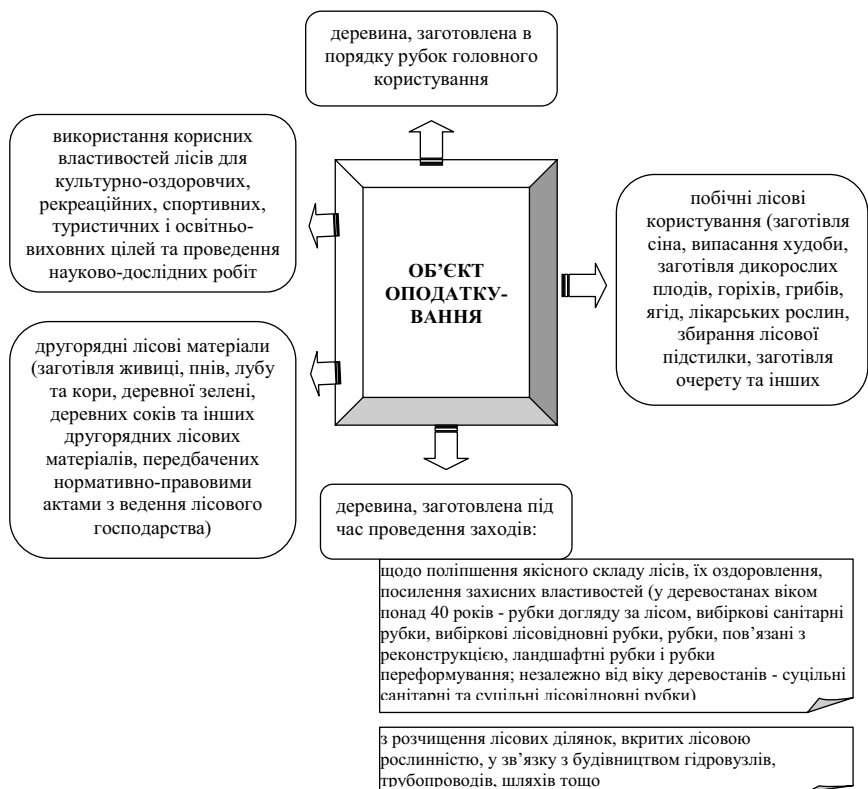 деревина, заготовлена в
порядку рубок головного
користування
використання корисних
властивостей лісів для
культурно-оздоровчих,
рекреаційних, спортивних,
туристичних і освітньо-
виховних цілей та проведення
науково-дослідних робіт
ОБ’ЄКТ
ОПОДАТКУ-
ВАННЯ
побічні лісові
користування (заготівля
сіна, випасання худоби,
заготівля дикорослих
плодів, горіхів, грибів,
ягід, лікарських рослин,
збирання лісової
підстилки, заготівля
очерету та інших
другорядні лісові матеріали
(заготівля живиці, пнів, лубу
та кори, деревної зелені,
деревних соків та інших
другорядних лісових
матеріалів, передбачених
нормативно-правовими
актами з ведення лісового
господарства)
деревина, заготовлена під
час проведення заходів:
щодо поліпшення якісного складу лісів, їх оздоровлення,
посилення захисних властивостей (у деревостанах віком
понад 40 років - рубки догляду за лісом, вибіркові санітарні
рубки, вибіркові лісовідновні рубки, рубки, пов’язані з
реконструкцією, ландшафтні рубки і рубки
переформування; незалежно від віку деревостанів - суцільні
санітарні та суцільні лісовідновні рубки)
з розчищення лісових ділянок, вкритих лісовою
рослинністю, у зв’язку з будівництвом гідровузлів,
трубопроводів, шляхів тощо